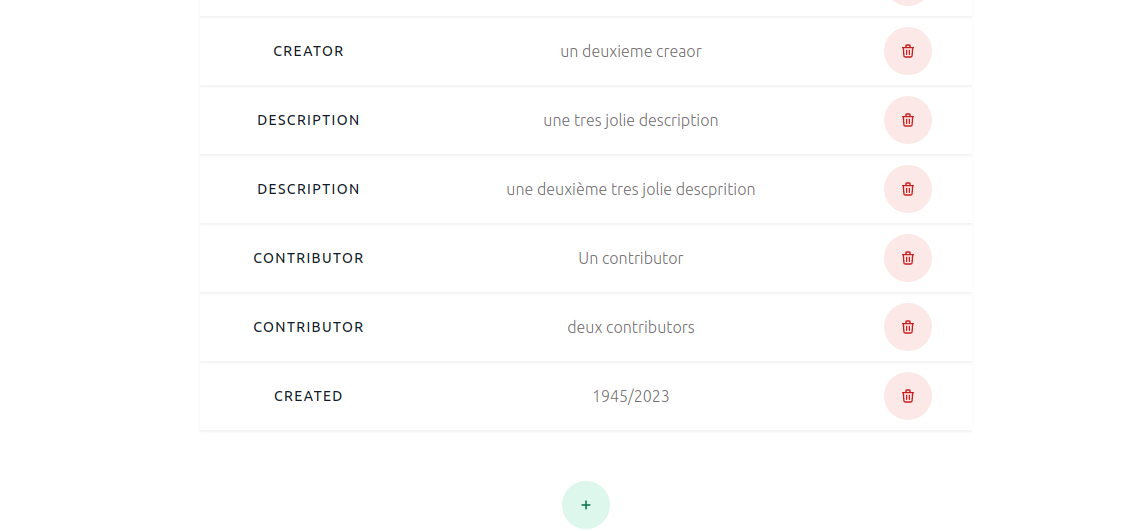 CREATOR un deuxieme creaor
DESCRIPTION une tres jolie description
DESCRIPTION une deuxième tres jolie descprition
CONTRIBUTOR Un contributor
CONTRIBUTOR deux contributors
CREATED 1945/2023
+